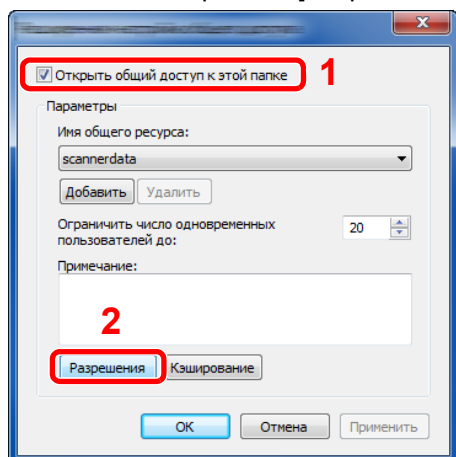 Открыть общий доступ к этой папке 1
Параметры
Имя общего ресурса:
scannerdata
Добавить Удалить
Ограничить число одновременных 20
пользователей до:
Примечание:
2
Разрешения Кэширование
ОК Отмена Применить